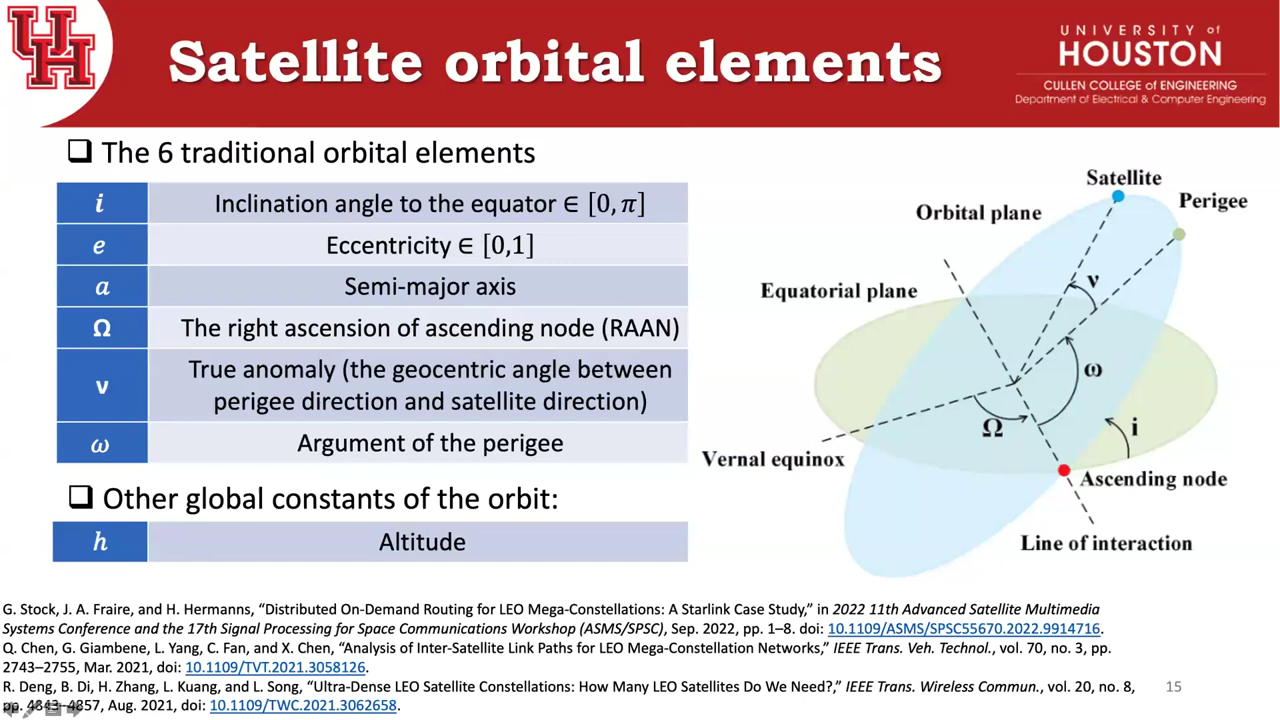 UH
Satellite orbital elements
UNIVERSITY of
HOUSTON
CULLEN COLLEGE of ENGINEERING
Department of Electrical & Computer Engineering
❑ The 6 traditional orbital elements
i Inclination angle to the equator ∈ [0, π]
e Eccentricity ∈ [0,1]
a Semi-major axis
Ω The right ascension of ascending node (RAAN)
v True anomaly (the geocentric angle between
perigee direction and satellite direction)
ω Argument of the perigee
❑ Other global constants of the orbit:
h Altitude
Satellite
Perigee
Orbital plane
Equatorial plane
ν
ω
Ω
i
Vernal equinox
Ascending node
Line of interaction
G. Stock, J. A. Fraire, and H. Hermanns, “Distributed On-Demand Routing for LEO Mega-Constellations: A Starlink Case Study,” in 2022 11th Advanced Satellite Multimedia
Systems Conference and the 17th Signal Processing for Space Communications Workshop (ASMS/SPSC), Sep. 2022, pp. 1–8. doi: 10.1109/ASMS/SPSC55670.2022.9914716.
Q. Chen, G. Giambene, L. Yang, C. Fan, and X. Chen, “Analysis of Inter-Satellite Link Paths for LEO Mega-Constellation Networks,” IEEE Trans. Veh. Technol., vol. 70, no. 3, pp.
2743–2755, Mar. 2021, doi: 10.1109/TVT.2021.3058126.
R. Deng, B. Di, H. Zhang, L. Kuang, and L. Song, “Ultra-Dense LEO Satellite Constellations: How Many LEO Satellites Do We Need?,” IEEE Trans. Wireless Commun., vol. 20, no. 8,
pp. 4843–4857, Aug. 2021, doi: 10.1109/TWC.2021.3062658.
15